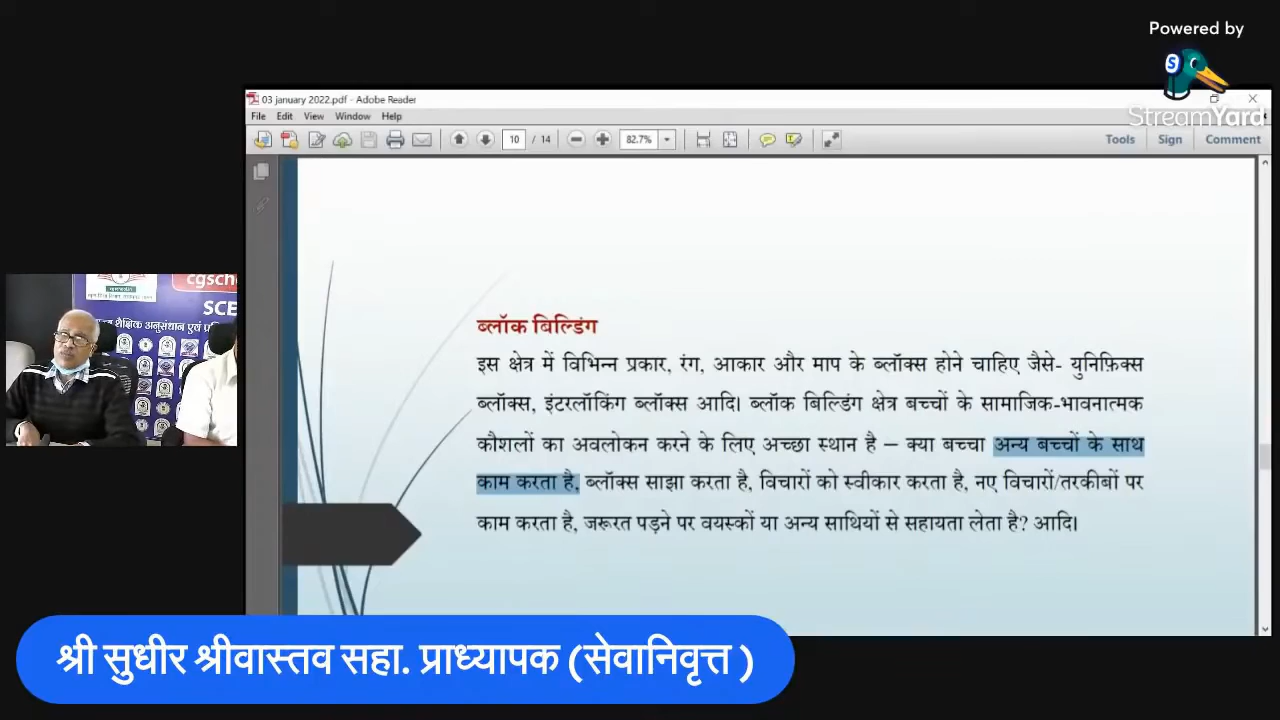 Powered by
StreamYard
03 january 2022.pdf - Adobe Reader
File Edit View Window Help
10 / 14 82.7% Tools Sign Comment
cgsch
SCE
शैक्षिक अनुसंधान एवं
ब्लॉक बिल्डिंग
इस क्षेत्र में विभिन्न प्रकार, रंग, आकार और माप के ब्लॉक्स होने चाहिए जैसे- युनिफ़िक्स
ब्लॉक्स, इंटरलॉकिंग ब्लॉक्स आदि। ब्लॉक बिल्डिंग क्षेत्र बच्चों के सामाजिक-भावनात्मक
कौशलों का अवलोकन करने के लिए अच्छा स्थान है – क्या बच्चा अन्य बच्चों के साथ
काम करता है, ब्लॉक्स साझा करता है, विचारों को स्वीकार करता है, नए विचारों/तरकीबों पर
काम करता है, जरूरत पड़ने पर वयस्कों या अन्य साथियों से सहायता लेता है? आदि।
श्री सुधीर श्रीवास्तव सहा. प्राध्यापक (सेवानिवृत्त )